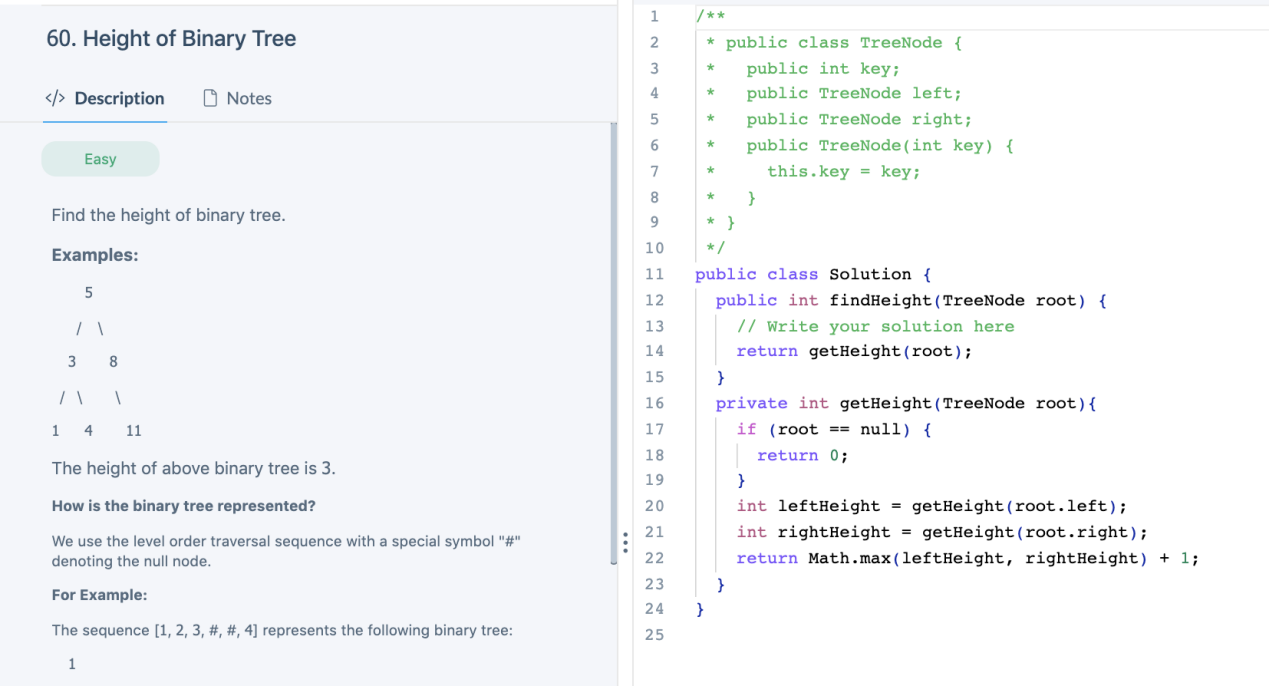 60. Height of Binary Tree
</> Description Notes
Easy
Find the height of binary tree.
Examples:
5
/ \
3 8
/ \ \
1 4 11
The height of above binary tree is 3.
How is the binary tree represented?
We use the level order traversal sequence with a special symbol "#"
denoting the null node.
For Example:
The sequence [1, 2, 3, #, #, 4] represents the following binary tree:
1
1 /**
2  * public class TreeNode {
3  *   public int key;
4  *   public TreeNode left;
5  *   public TreeNode right;
6  *   public TreeNode(int key) {
7  *     this.key = key;
8  *   }
9  * }
10  */
11 public class Solution {
12   public int findHeight(TreeNode root) {
13     // Write your solution here
14     return getHeight(root);
15   }
16   private int getHeight(TreeNode root){
17     if (root == null) {
18       return 0;
19     }
20     int leftHeight = getHeight(root.left);
21     int rightHeight = getHeight(root.right);
22     return Math.max(leftHeight, rightHeight) + 1;
23   }
24 }
25